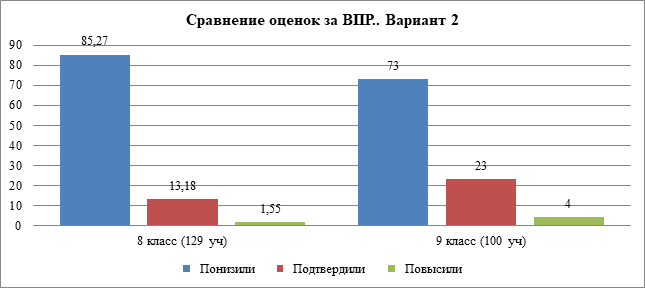 Сравнение оценок за ВПР.. Вариант 2
90
80
70
60
50
40
30
20
10
0
85,27
13,18
1,55
73
23
4
8 класс (129 уч)
9 класс (100 уч)
Понизили
Подтвердили
Повысили